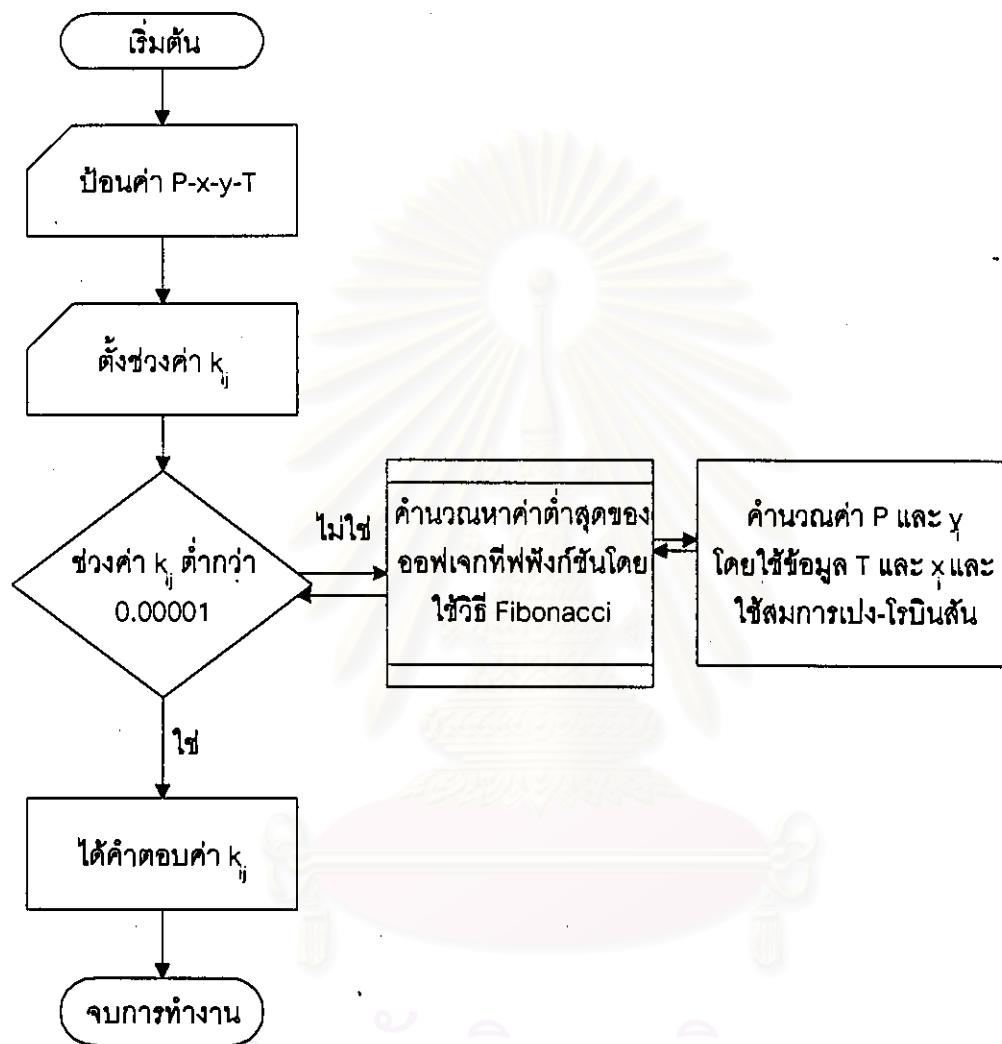 เริ่มต้น
ป้อนค่า P-x-y-T
ตั้งช่วงค่า k_ij
ช่วงค่า k_ij ต่ำกว่า
0.00001
ไม่ใช่
คำนวณหาค่าต่ำสุดของ
ออฟเจกทีฟฟังก์ชันโดย
ใช้วิธี Fibonacci
คำนวณค่า P และ y_i
โดยใช้ข้อมูล T และ x_i และ
ใช้สมการเปง-โรบินสัน
ใช่
ได้คำตอบค่า k_ij
จบการทำงาน